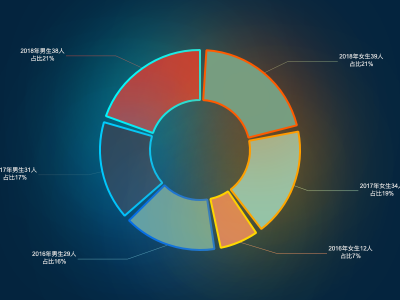 2018年男生38人
占比21%
2018年女生39人
占比21%
17年男生31人
占比17%
2017年女生34人
占比19%
2016年男生29人
占比16%
2016年女生12人
占比7%